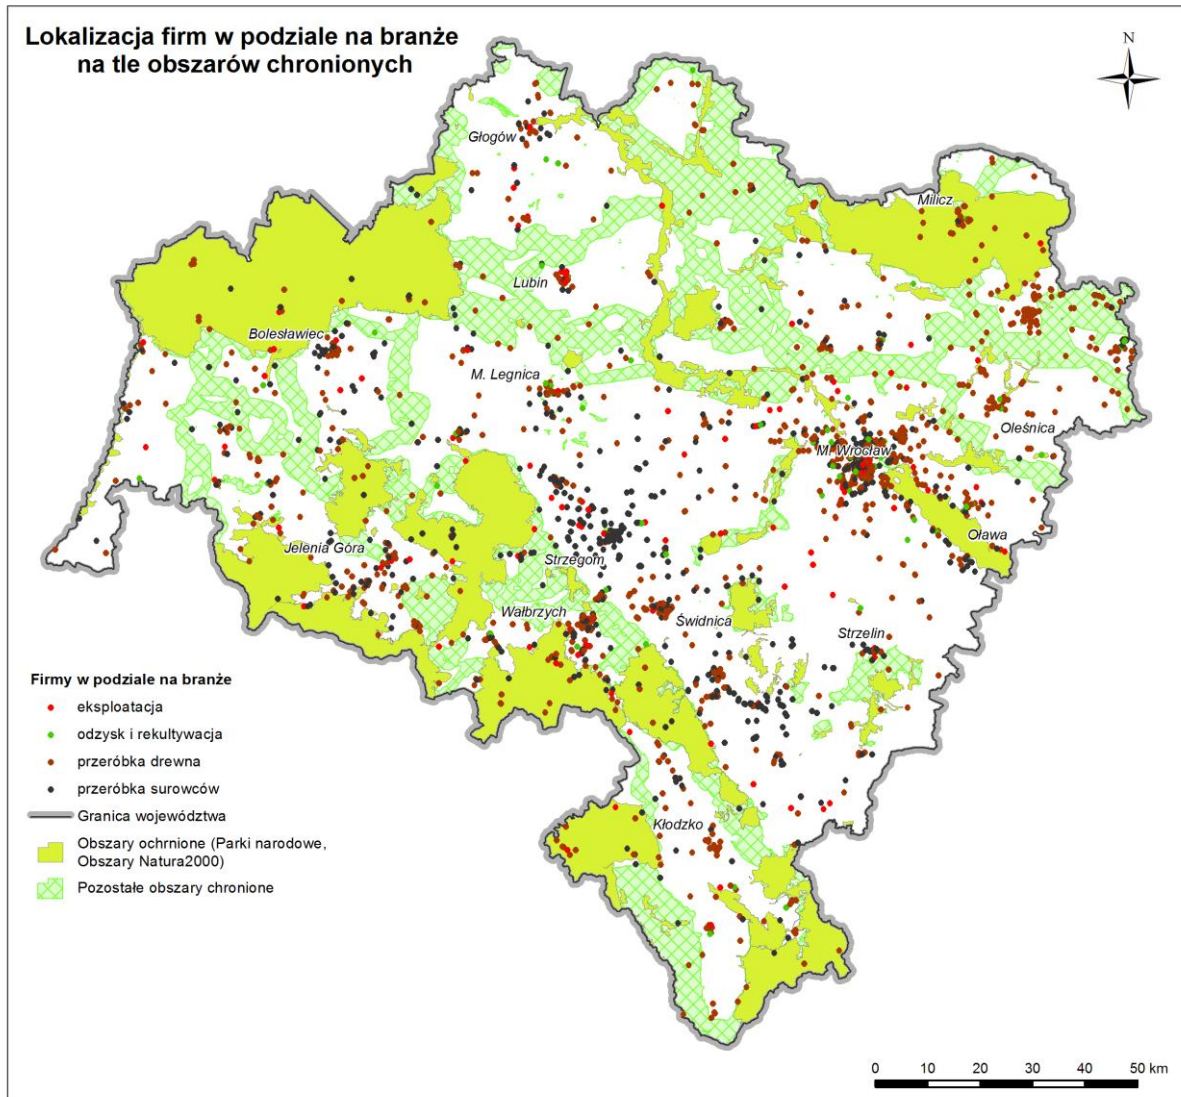 Lokalizacja firm w podziale na branże
na tle obszarów chronionych
N
Głogów
Milicz
Lubin
Bolesławiec
M. Legnica
Oleśnica
M. Wrocław
Oława
Jelenia Góra
Strzegom
Wałbrzych
Świdnica
Strzelin
Kłodzko
Firmy w podziale na branże
eksploatacja
odzysk i rekultywacja
przeróbka drewna
przeróbka surowców
Granica województwa
Obszary ochrnione (Parki narodowe,
Obszary Natura2000)
Pozostałe obszary chronione
0 10 20 30 40 50 km